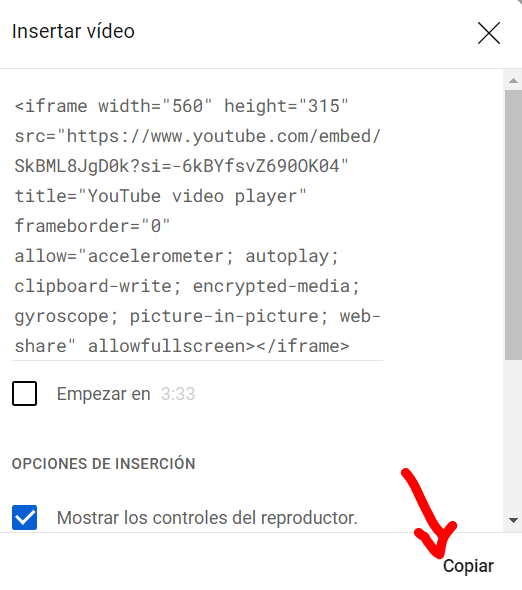 Insertar vídeo
<iframe width="560" height="315"
src="https://www.youtube.com/embed/
SkBML8JgD0k?si=-6kBYfsvZ690OK04"
title="YouTube video player"
frameborder="0"
allow="accelerometer; autoplay;
clipboard-write; encrypted-media;
gyroscope; picture-in-picture; web-
share" allowfullscreen></iframe>
Empezar en 3:33
OPCIONES DE INSERCIÓN
Mostrar los controles del reproductor.
Copiar